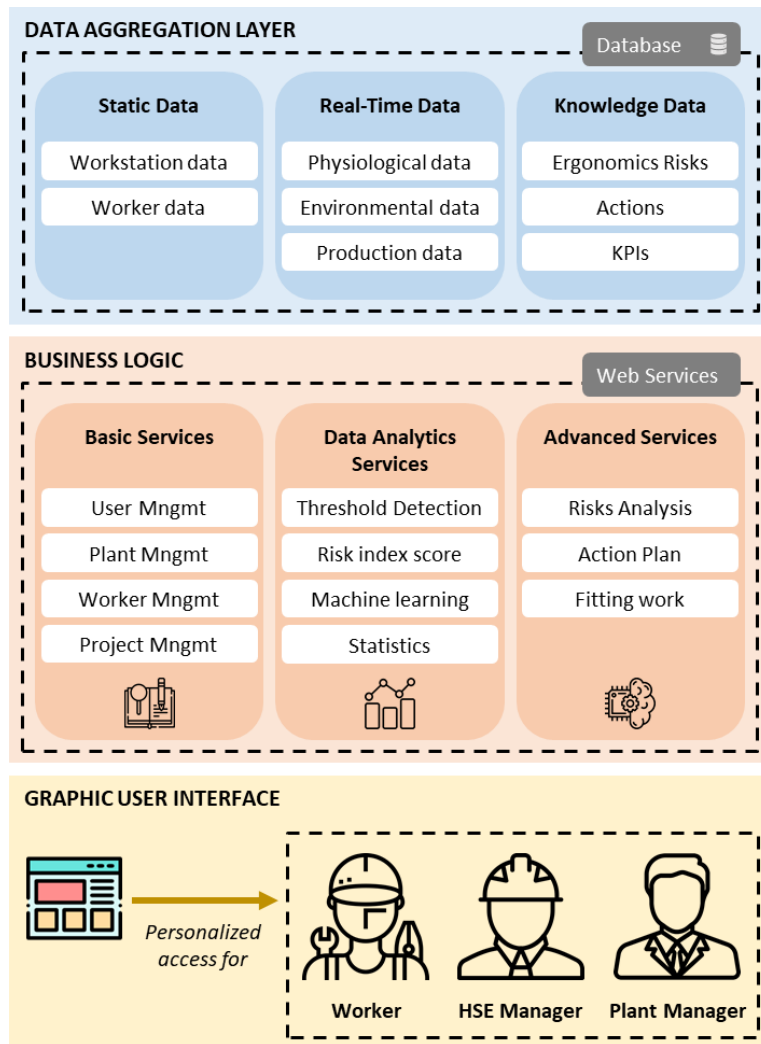 DATA AGGREGATION LAYER
Database
Static Data
Workstation data
Worker data
Real-Time Data
Physiological data
Environmental data
Production data
Knowledge Data
Ergonomics Risks
Actions
KPIs
BUSINESS LOGIC
Web Services
Basic Services
User Mngmt
Plant Mngmt
Worker Mngmt
Project Mngmt
Data Analytics
Services
Threshold Detection
Risk index score
Machine learning
Statistics
Advanced Services
Risks Analysis
Action Plan
Fitting work
GRAPHIC USER INTERFACE
Personalized
access for
Worker
HSE Manager
Plant Manager